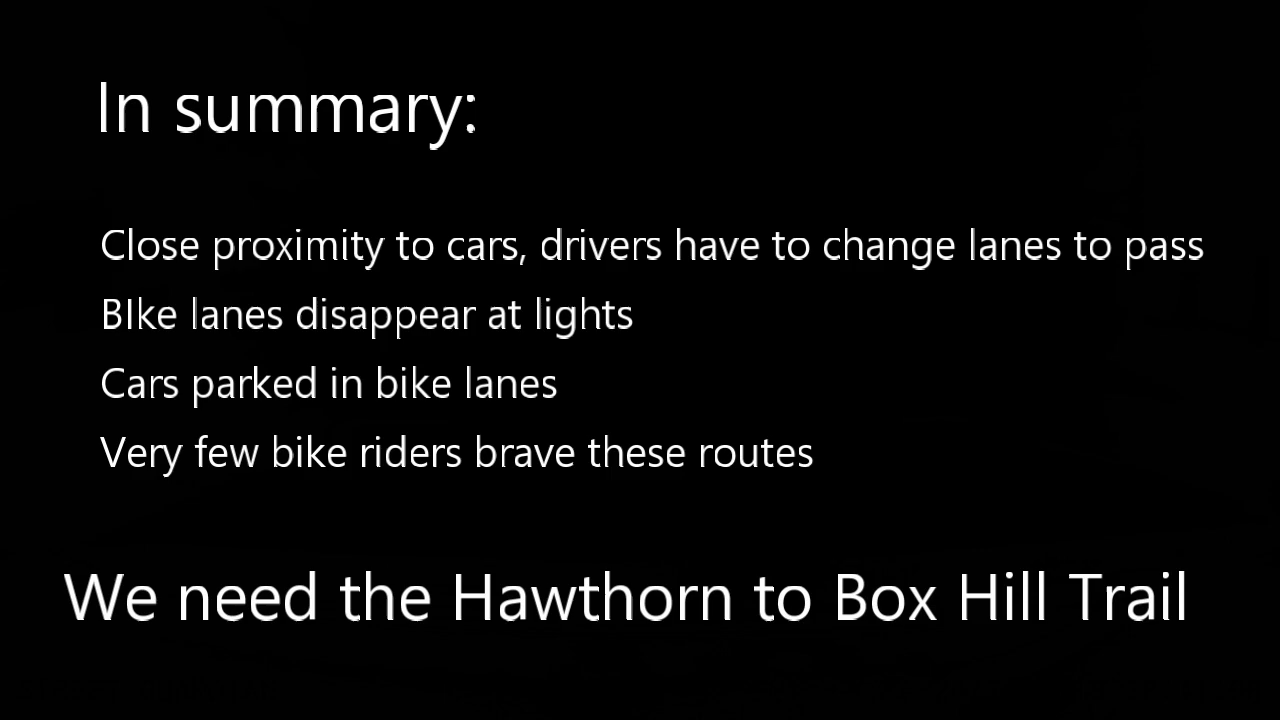 In summary:
Close proximity to cars, drivers have to change lanes to pass
BIke lanes disappear at lights
Cars parked in bike lanes
Very few bike riders brave these routes
We need the Hawthorn to Box Hill Trail